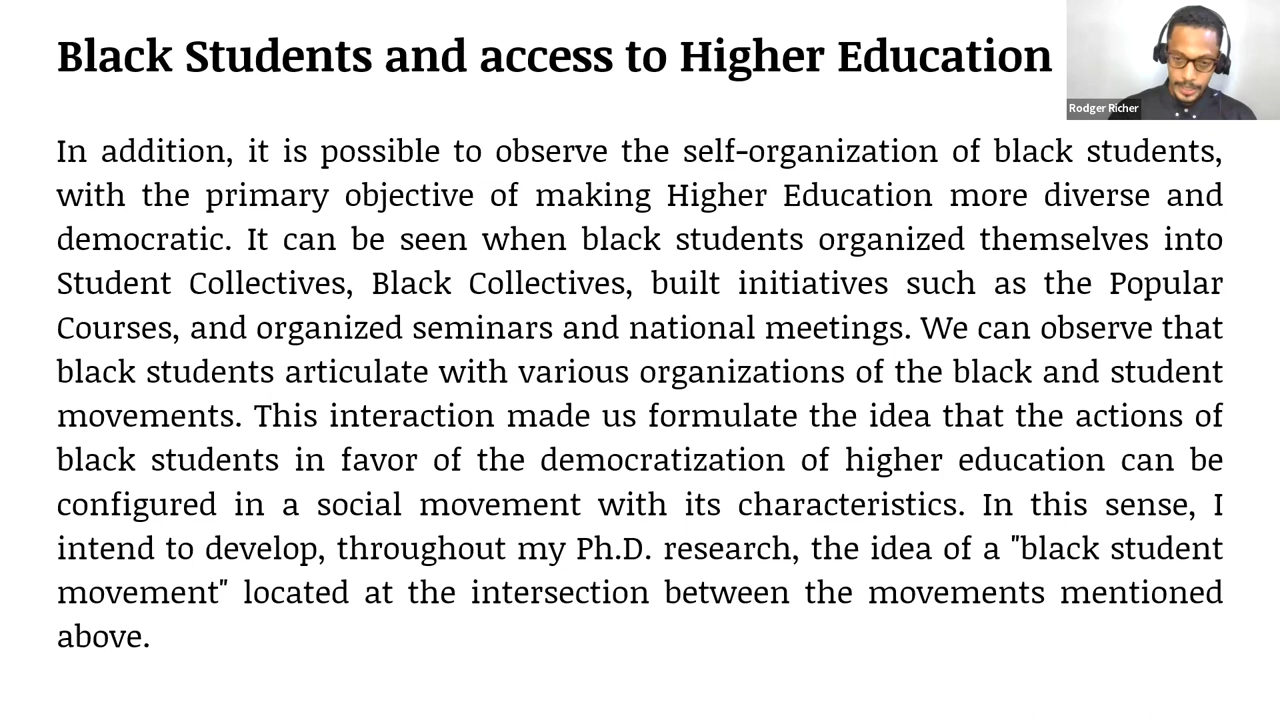 Black Students and access to Higher Education
Rodger Richer
In addition, it is possible to observe the self-organization of black students,
with the primary objective of making Higher Education more diverse and
democratic. It can be seen when black students organized themselves into
Student Collectives, Black Collectives, built initiatives such as the Popular
Courses, and organized seminars and national meetings. We can observe that
black students articulate with various organizations of the black and student
movements. This interaction made us formulate the idea that the actions of
black students in favor of the democratization of higher education can be
configured in a social movement with its characteristics. In this sense, I
intend to develop, throughout my Ph.D. research, the idea of a "black student
movement" located at the intersection between the movements mentioned
above.